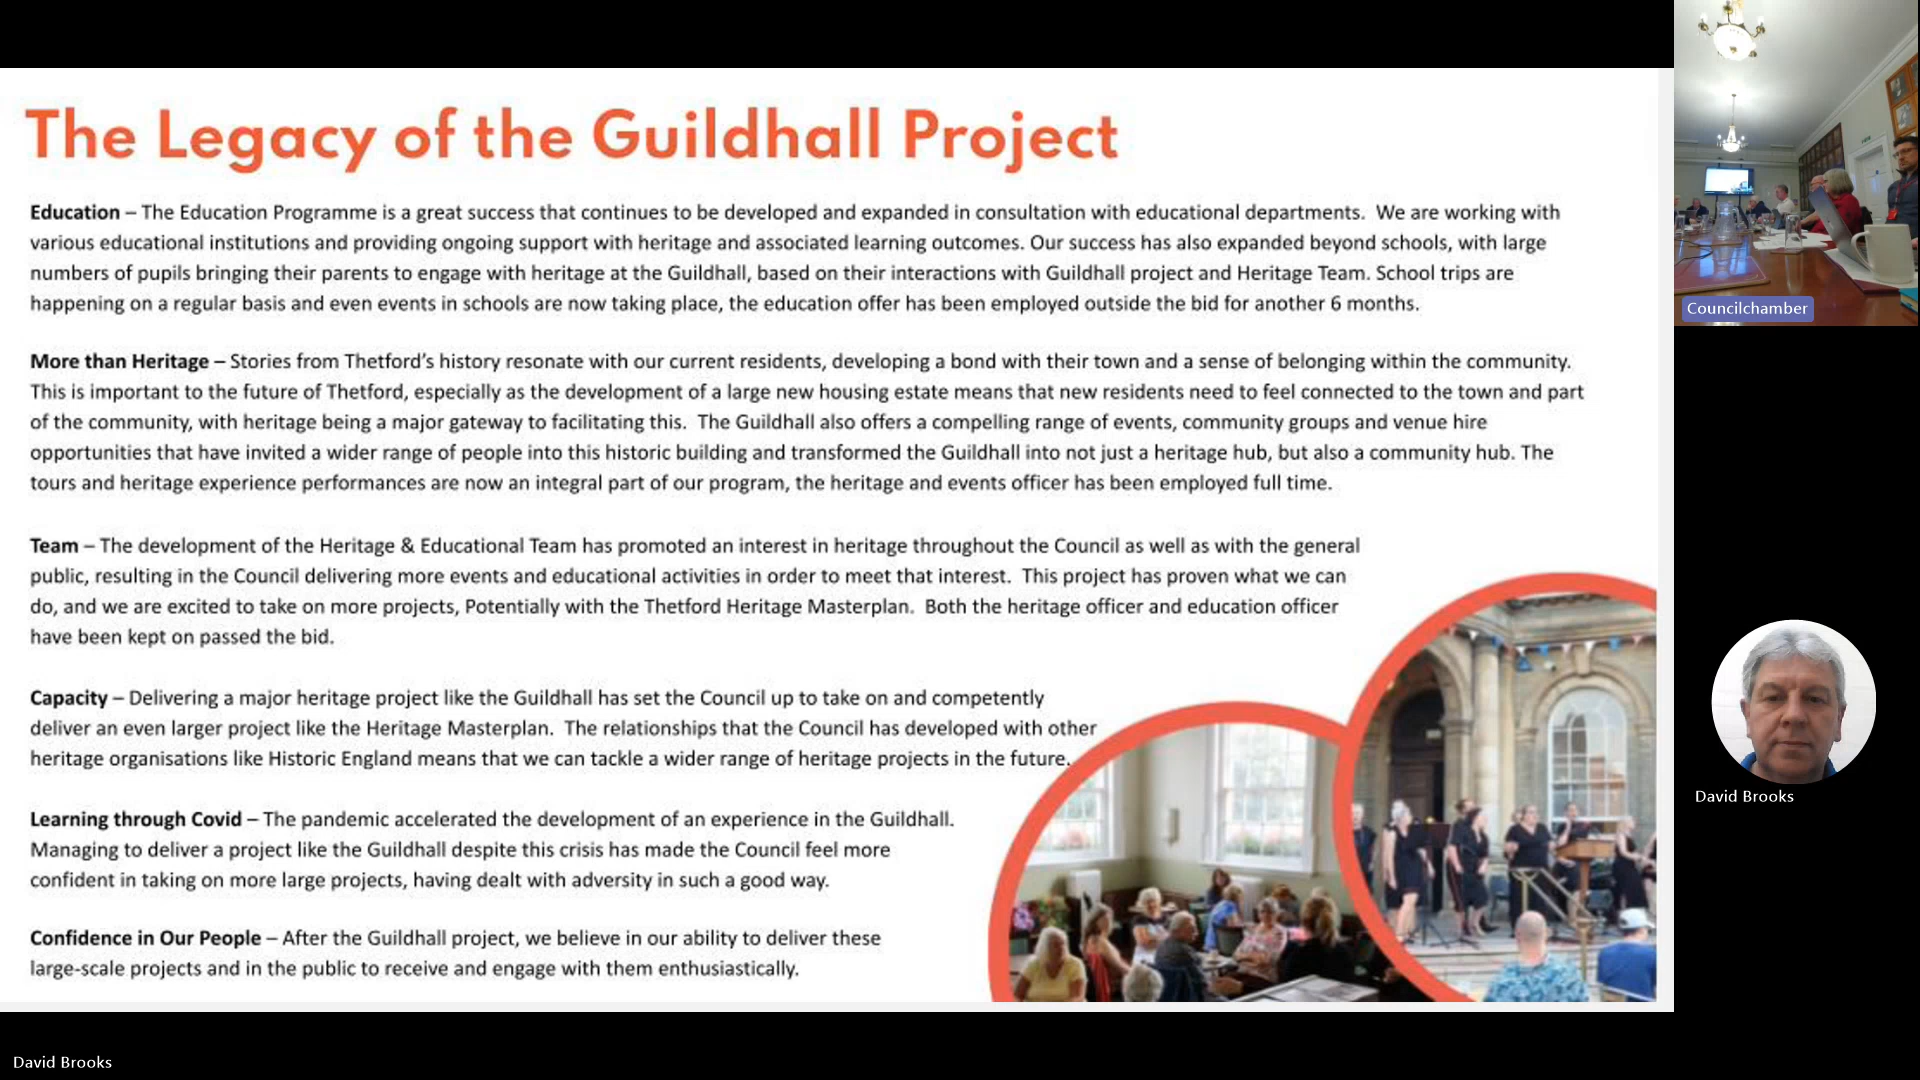 The Legacy of the Guildhall Project
Education – The Education Programme is a great success that continues to be developed and expanded in consultation with educational departments.  We are working with
various educational institutions and providing ongoing support with heritage and associated learning outcomes. Our success has also expanded beyond schools, with large
numbers of pupils bringing their parents to engage with heritage at the Guildhall, based on their interactions with Guildhall project and Heritage Team. School trips are
happening on a regular basis and even events in schools are now taking place, the education offer has been employed outside the bid for another 6 months.
More than Heritage – Stories from Thetford's history resonate with our current residents, developing a bond with their town and a sense of belonging within the community.
This is important to the future of Thetford, especially as the development of a large new housing estate means that new residents need to feel connected to the town and part
of the community, with heritage being a major gateway to facilitating this.  The Guildhall also offers a compelling range of events, community groups and venue hire
opportunities that have invited a wider range of people into this historic building and transformed the Guildhall into not just a heritage hub, but also a community hub. The
tours and heritage experience performances are now an integral part of our program, the heritage and events officer has been employed full time.
Team – The development of the Heritage & Educational Team has promoted an interest in heritage throughout the Council as well as with the general
public, resulting in the Council delivering more events and educational activities in order to meet that interest.  This project has proven what we can
do, and we are excited to take on more projects, Potentially with the Thetford Heritage Masterplan.  Both the heritage officer and education officer
have been kept on passed the bid.
Capacity – Delivering a major heritage project like the Guildhall has set the Council up to take on and competently
deliver an even larger project like the Heritage Masterplan.  The relationships that the Council has developed with other
heritage organisations like Historic England means that we can tackle a wider range of heritage projects in the future.
Learning through Covid – The pandemic accelerated the development of an experience in the Guildhall.
Managing to deliver a project like the Guildhall despite this crisis has made the Council feel more
confident in taking on more large projects, having dealt with adversity in such a good way.
Confidence in Our People – After the Guildhall project, we believe in our ability to deliver these
large-scale projects and in the public to receive and engage with them enthusiastically.
Councilchamber
David Brooks
David Brooks